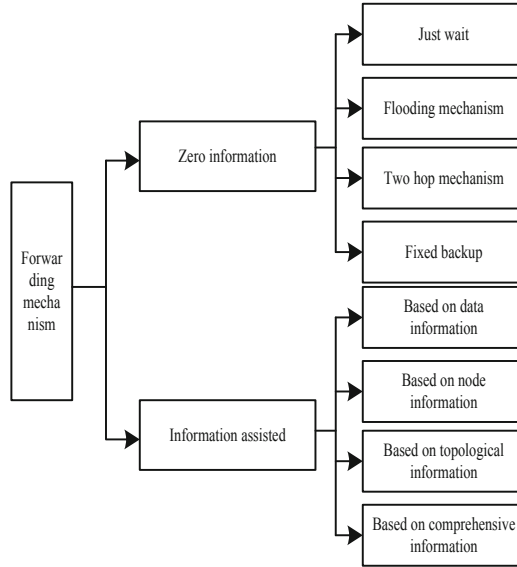 Just wait
Flooding mechanism
Zero information
Two hop mechanism
Fixed backup
Forwar
ding
mecha
nism
Based on data
information
Based on node
information
Information assisted
Based on topological
information
Based on comprehensive
information